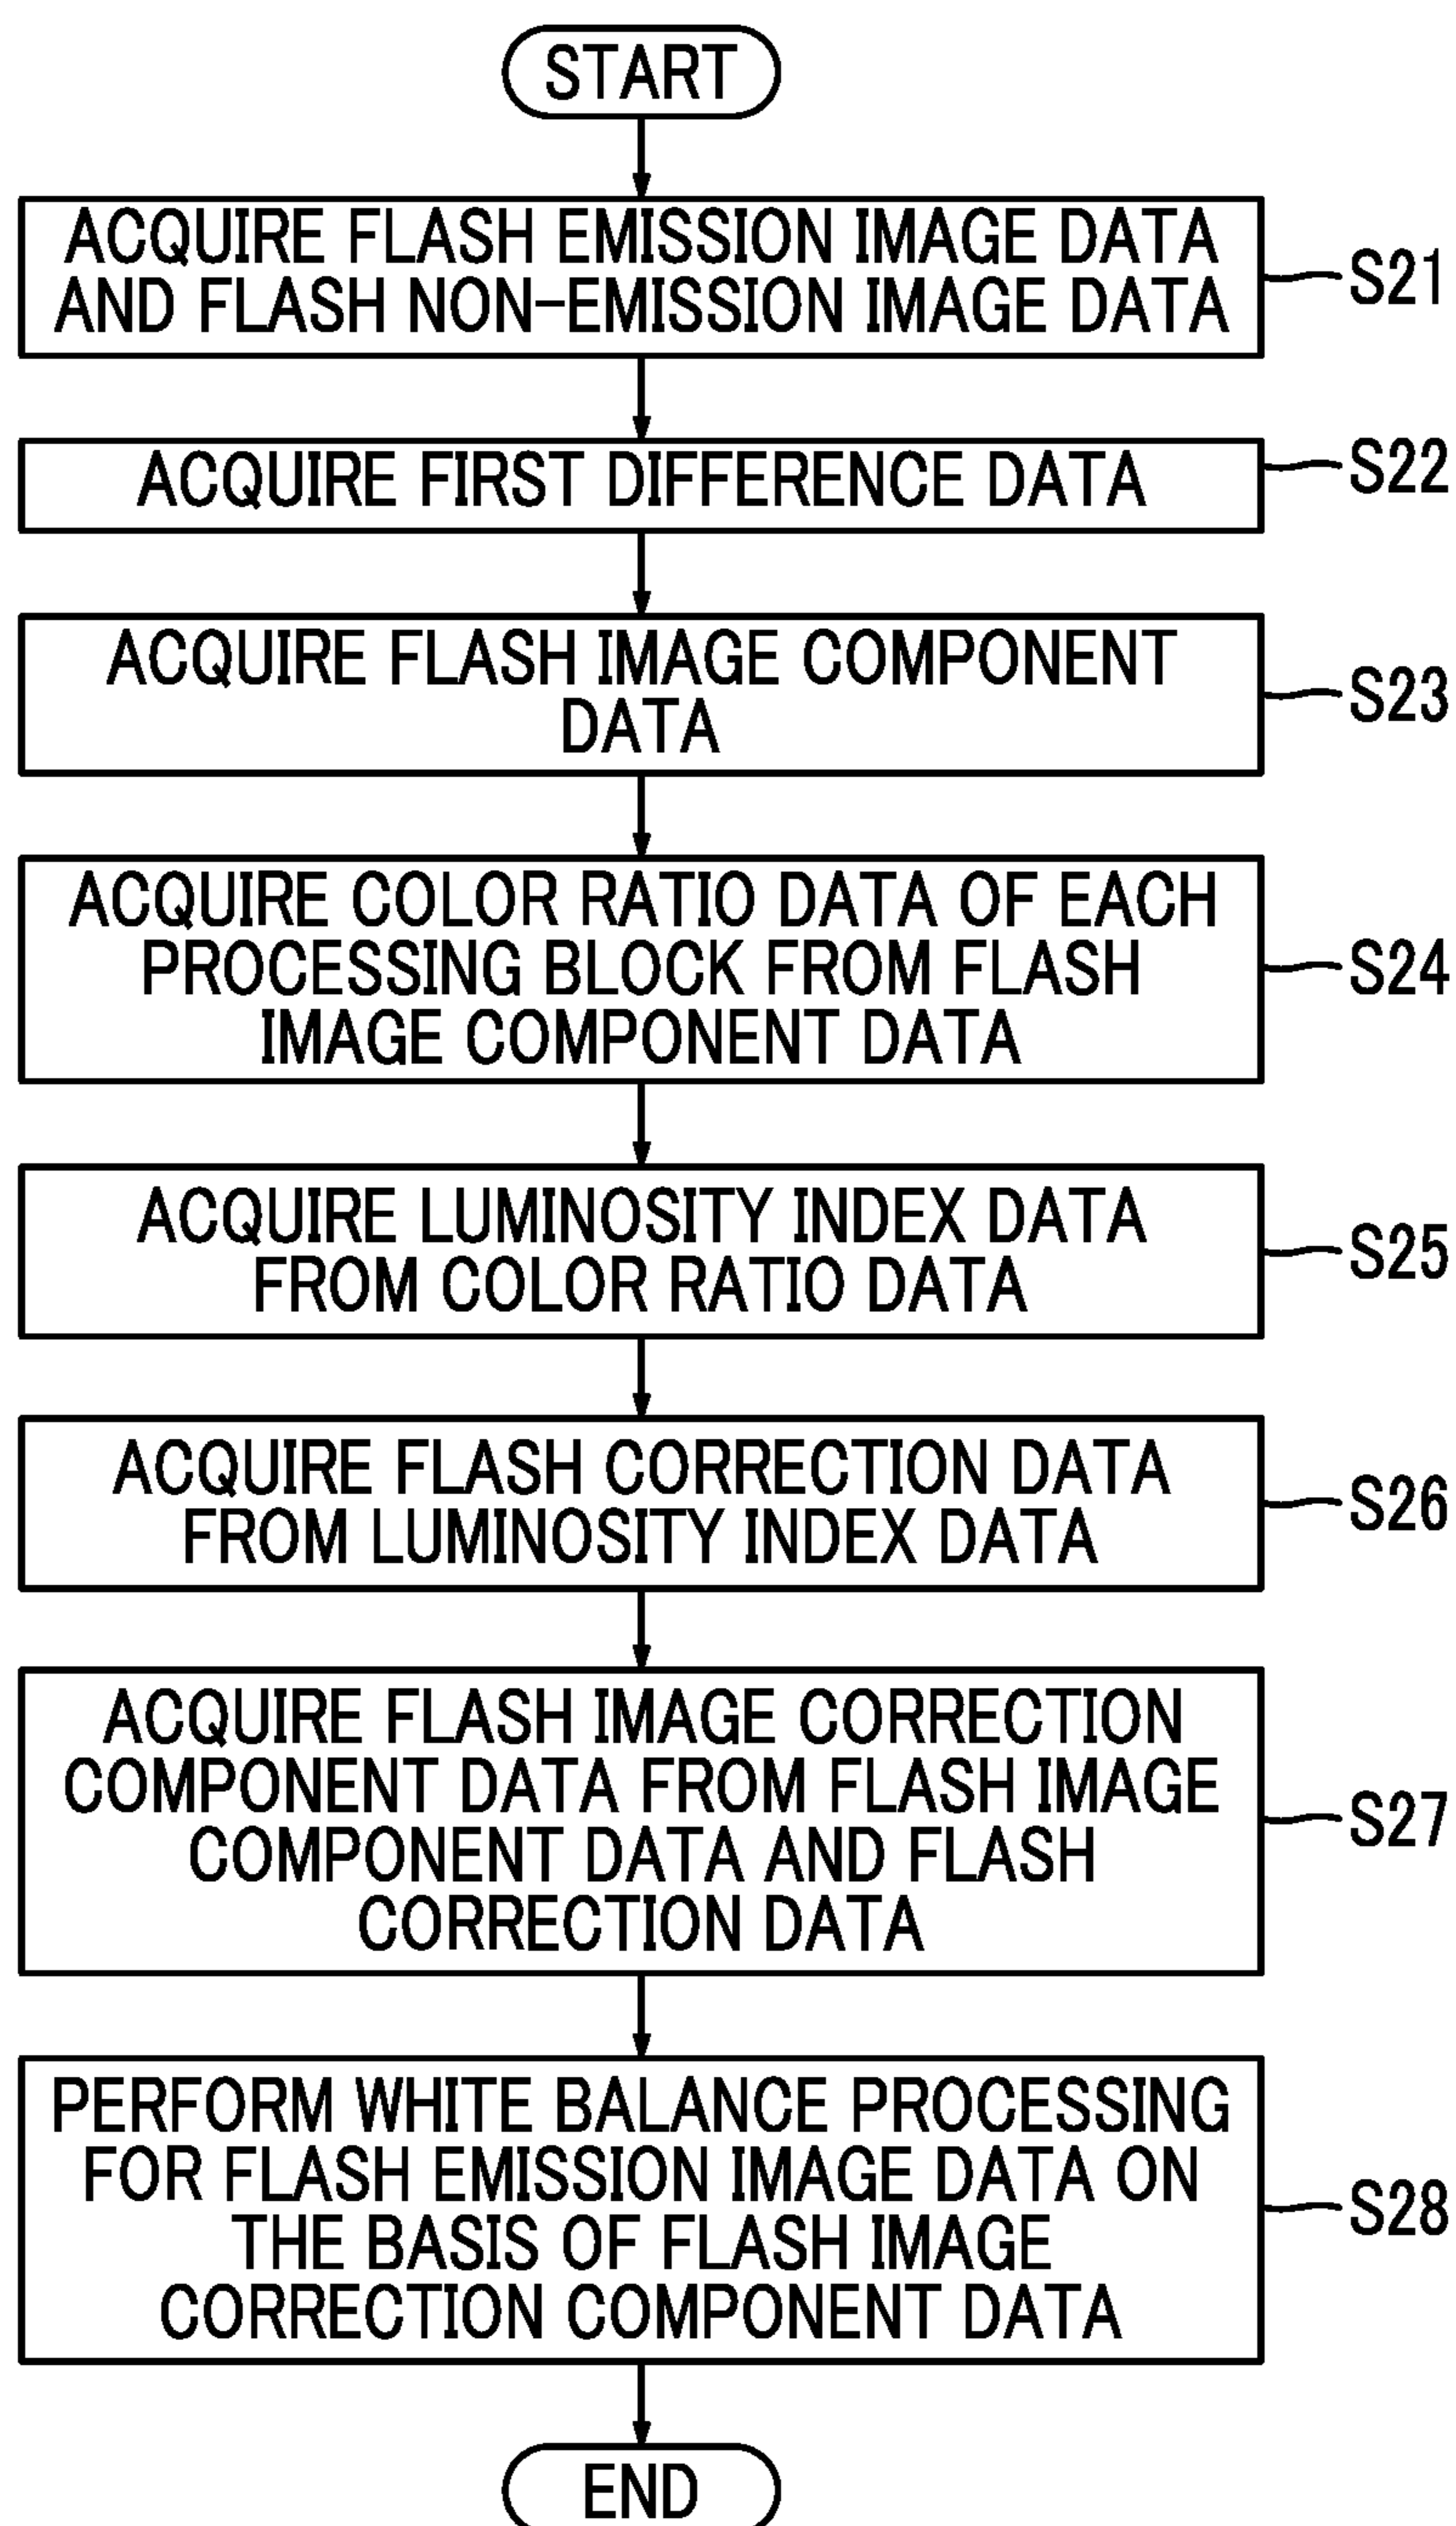 START
ACQUIRE FLASH EMISSION IMAGE DATA
AND FLASH NON-EMISSION IMAGE DATA
S21
ACQUIRE FIRST DIFFERENCE DATA
S22
ACQUIRE FLASH IMAGE COMPONENT
DATA
S23
ACQUIRE COLOR RATIO DATA OF EACH
PROCESSING BLOCK FROM FLASH
IMAGE COMPONENT DATA
S24
ACQUIRE LUMINOSITY INDEX DATA
FROM COLOR RATIO DATA
S25
ACQUIRE FLASH CORRECTION DATA
FROM LUMINOSITY INDEX DATA
S26
ACQUIRE FLASH IMAGE CORRECTION
COMPONENT DATA FROM FLASH IMAGE
COMPONENT DATA AND FLASH
CORRECTION DATA
S27
PERFORM WHITE BALANCE PROCESSING
FOR FLASH EMISSION IMAGE DATA ON
THE BASIS OF FLASH IMAGE
CORRECTION COMPONENT DATA
S28
END